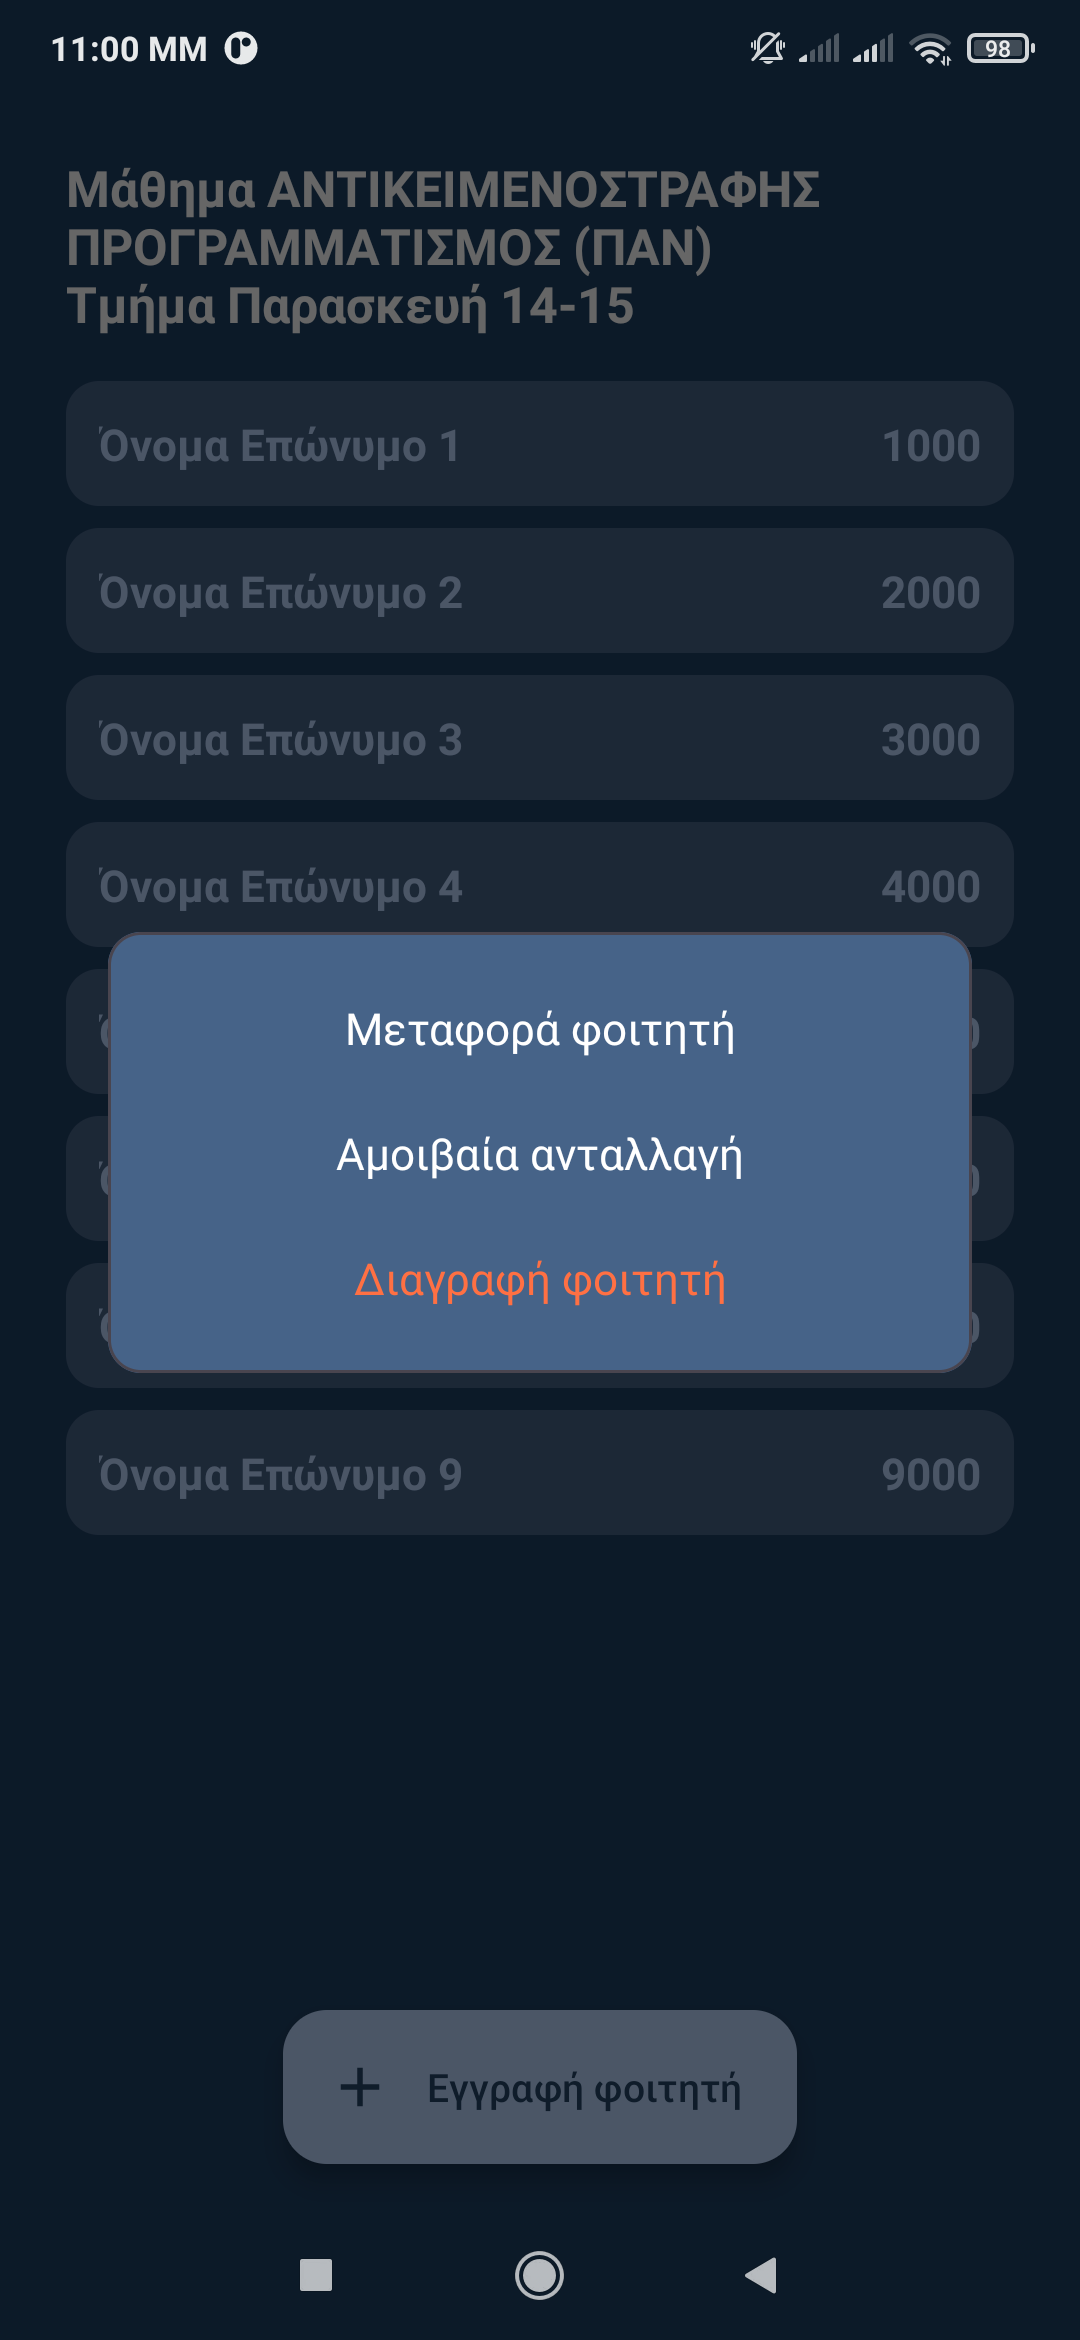 11:00 ΜΜ
98
Μάθημα ΑΝΤΙΚΕΙΜΕΝΟΣΤΡΑΦΗΣ
ΠΡΟΓΡΑΜΜΑΤΙΣΜΟΣ (ΠΑΝ)
Τμήμα Παρασκευή 14-15
Όνομα Επώνυμο 1 1000
Όνομα Επώνυμο 2 2000
Όνομα Επώνυμο 3 3000
Όνομα Επώνυμο 4 4000
Μεταφορά φοιτητή
Αμοιβαία ανταλλαγή
Διαγραφή φοιτητή
Όνομα Επώνυμο 9 9000
Εγγραφή φοιτητή